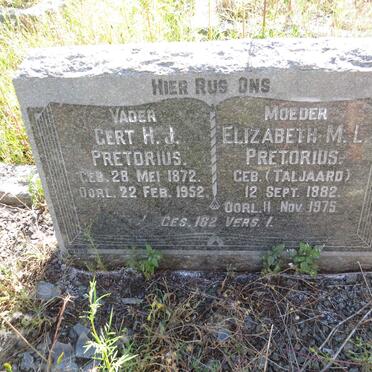 HIER RUS ONS
VADER
GERT H. J.
PRETORIUS.
GEB. 28 MEI 1872.
OORL. 22 FEB. 1952.
MOEDER
ELIZABETH M. L
PRETORIUS.
GEB. (TALJAARD)
12 SEPT. 1882.
OORL. 11 NOV. 1975.
GES. 182 VERS. 1.